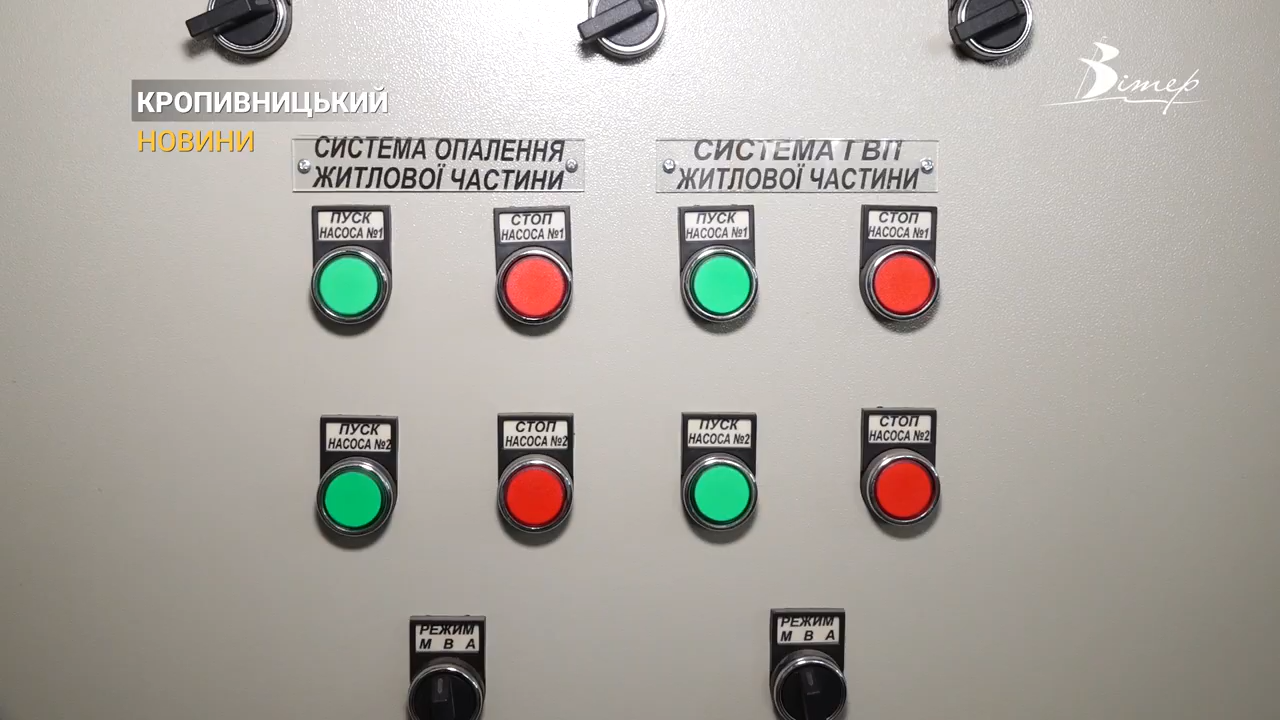 КРОПИВНИЦЬКИЙ
НОВИНИ
Вітер
СИСТЕМА ОПАЛЕННЯ
ЖИТЛОВОЇ ЧАСТИНИ
СИСТЕМА ГВП
ЖИТЛОВОЇ ЧАСТИНИ
ПУСК
НАСОСА №1
СТОП
НАСОСА №1
ПУСК
НАСОСА №1
СТОП
НАСОСА №1
ПУСК
НАСОСА №2
СТОП
НАСОСА №2
ПУСК
НАСОСА №2
СТОП
НАСОСА №2
РЕЖИМ
М В А
РЕЖИМ
М В А